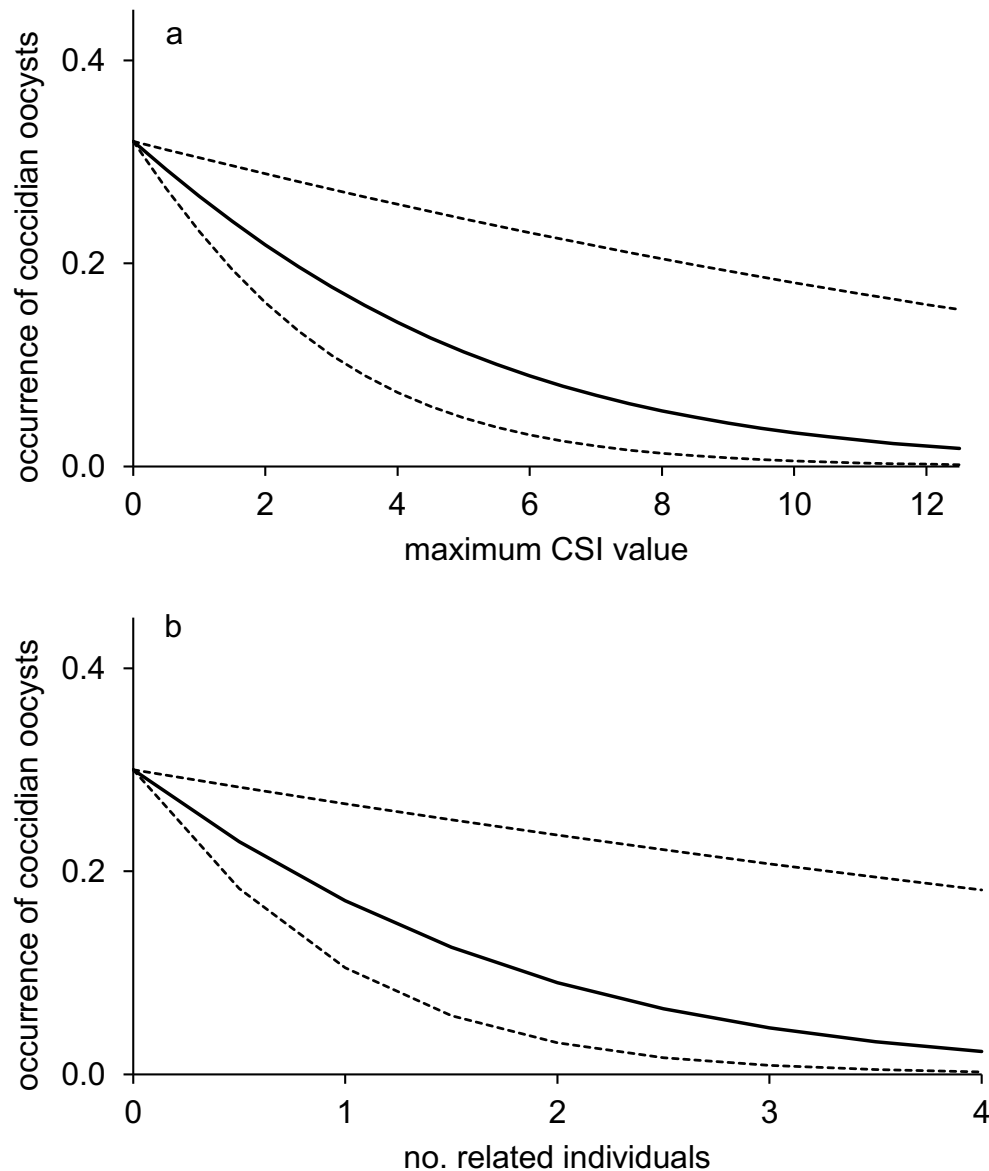 a
occurrence of coccidian oocysts
0.4
0.2
0.0
0 2 4 6 8 10 12
maximum CSI value
b
occurrence of coccidian oocysts
0.4
0.2
0.0
0 1 2 3 4
no. related individuals